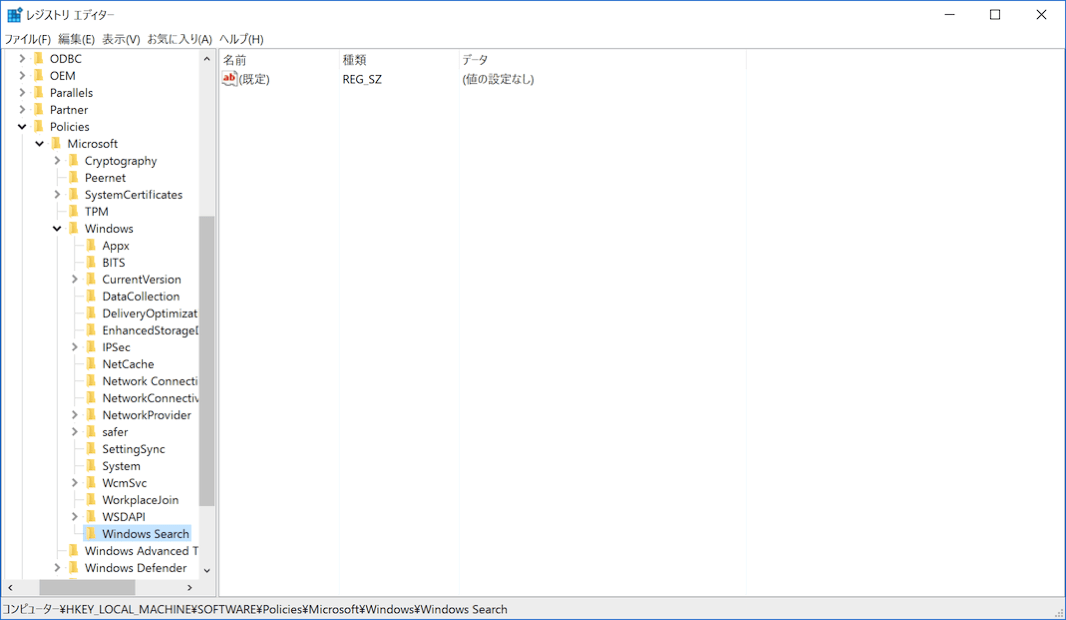 レジストリ エディター
ファイル(F) 編集(E) 表示(V) お気に入り(A) ヘルプ(H)
ODBC
OEM
Parallels
Partner
Policies
Microsoft
Cryptography
Peernet
SystemCertificates
TPM
Windows
Appx
BITS
CurrentVersion
DataCollection
DeliveryOptimizat
EnhancedStorageD
IPSec
NetCache
Network Connecti
NetworkConnectiv
NetworkProvider
safer
SettingSync
System
WcmSvc
WorkplaceJoin
WSDAPI
Windows Search
Windows Advanced T
Windows Defender
名前 種類 データ
ab (既定) REG_SZ (値の設定なし)
コンピューター¥HKEY_LOCAL_MACHINE¥SOFTWARE¥Policies¥Microsoft¥Windows¥Windows Search